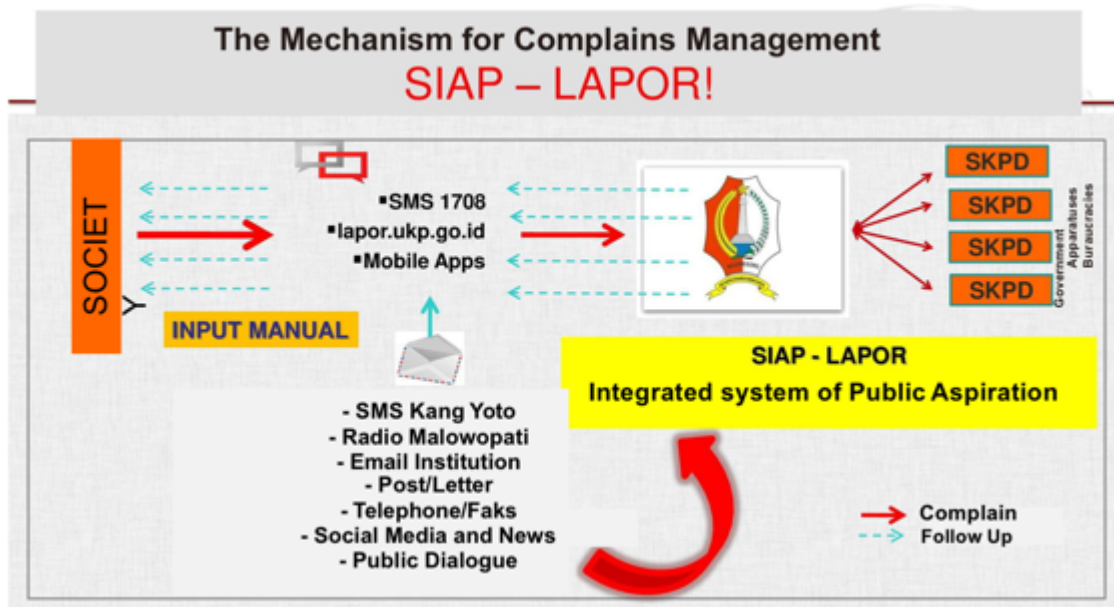 The Mechanism for Complains Management
SIAP – LAPOR!
SOCIET
Y
▪SMS 1708
▪lapor.ukp.go.id
▪Mobile Apps
INPUT MANUAL
SKPD
SKPD
SKPD
SKPD
Government
Apparatuses
Buraucracies
SIAP - LAPOR
Integrated system of Public Aspiration
- SMS Kang Yoto
- Radio Malowopati
- Email Institution
- Post/Letter
- Telephone/Faks
- Social Media and News
- Public Dialogue
Complain
Follow Up